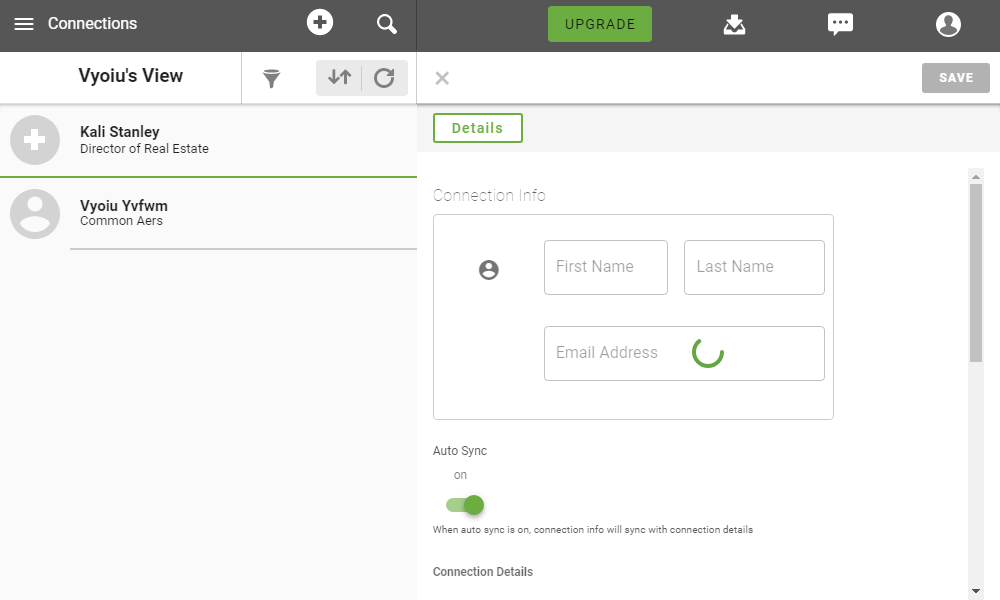 Connections
UPGRADE
Vyoiu's View
SAVE
Kali Stanley
Director of Real Estate
Details
Vyoiu Yvfwm
Common Aers
Connection Info
First Name
Last Name
Email Address
Auto Sync
on
When auto sync is on, connection info will sync with connection details
Connection Details